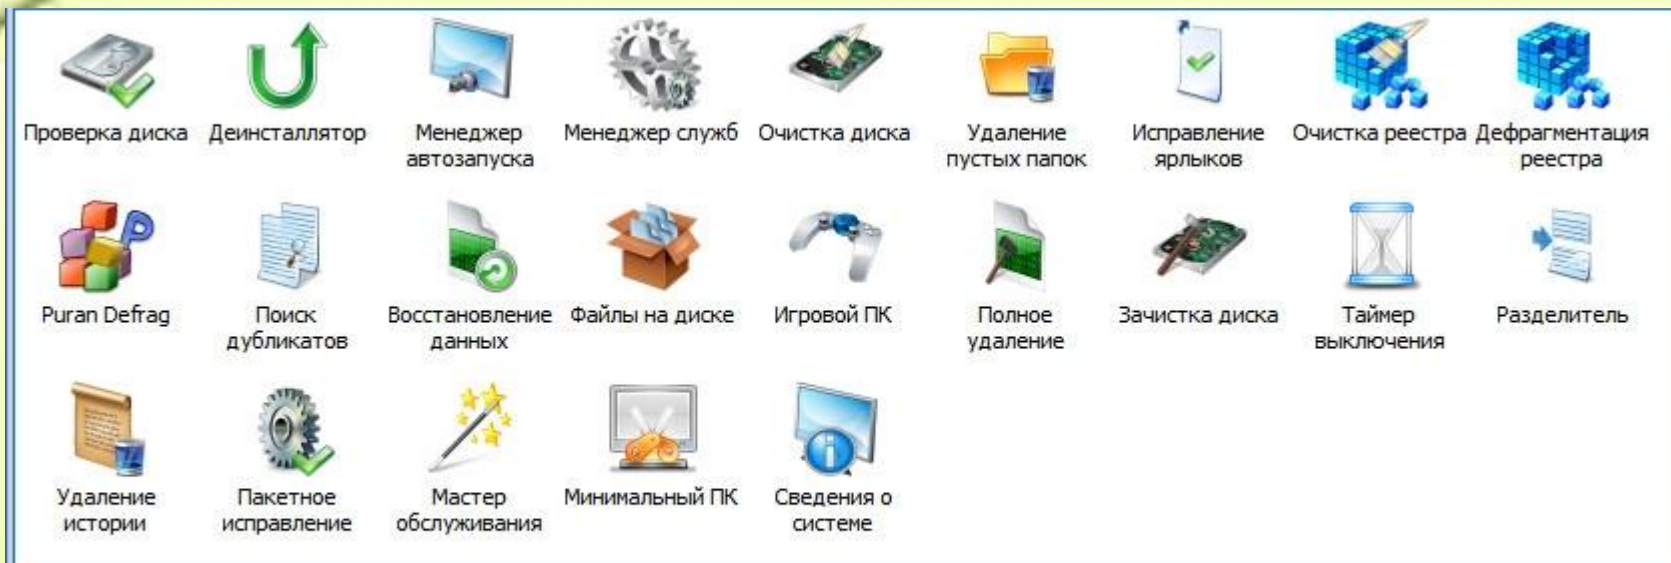 Проверка диска
Деинсталлятор
Менеджер
автозапуска
Менеджер служб
Очистка диска
Удаление
пустых папок
Исправление
ярлыков
Очистка реестра
Дефрагментация
реестра
Puran Defrag
Поиск
дубликатов
Восстановление
данных
Файлы на диске
Игровой ПК
Полное
удаление
Зачистка диска
Таймер
выключения
Разделитель
Удаление
истории
Пакетное
исправление
Мастер
обслуживания
Минимальный ПК
Сведения о
системе